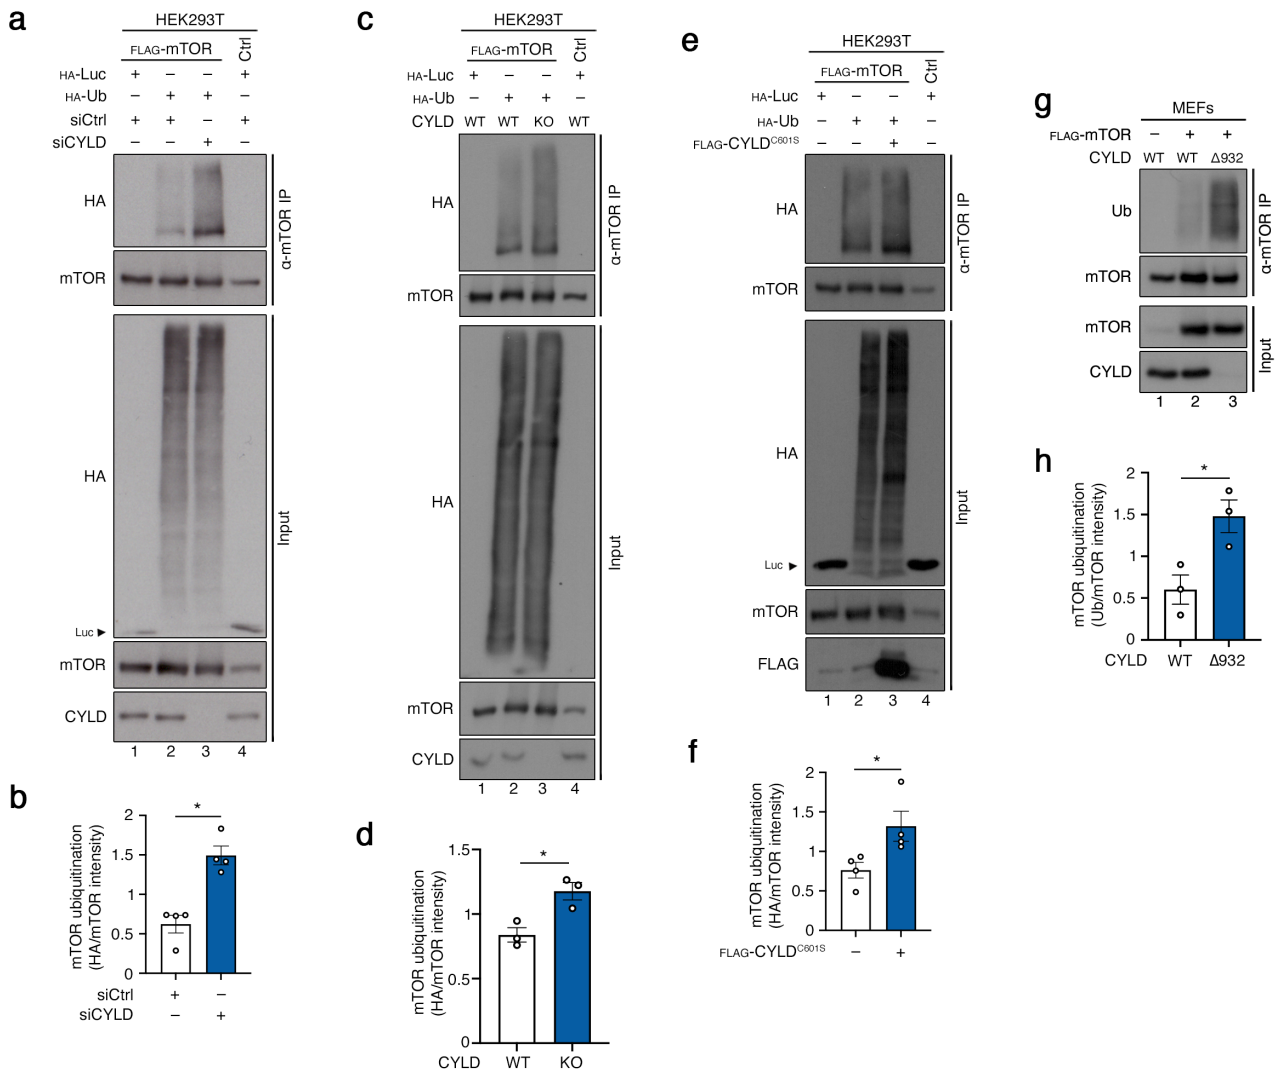 a
HEK293T
FLAG-mTOR Ctrl
HA-Luc + – – +
HA-Ub – + + –
siCtrl + + – +
siCYLD – – + –
HA
mTOR
α-mTOR IP
HA
Luc ►
mTOR
CYLD
Input
1 2 3 4
b
mTOR ubiquitination
(HA/mTOR intensity)
2
1.5
1
0.5
0
*
siCtrl + –
siCYLD – +
c
HEK293T
FLAG-mTOR Ctrl
HA-Luc + – – +
HA-Ub – + + –
CYLD WT WT KO WT
HA
mTOR
α-mTOR IP
HA
mTOR
CYLD
Input
1 2 3 4
d
mTOR ubiquitination
(HA/mTOR intensity)
1.5
1
0.5
0
*
CYLD WT KO
e
HEK293T
FLAG-mTOR Ctrl
HA-Luc + – – +
HA-Ub – + + –
FLAG-CYLDC601S – – + –
HA
mTOR
α-mTOR IP
HA
Luc ►
mTOR
FLAG
Input
1 2 3 4
f
mTOR ubiquitination
(HA/mTOR intensity)
2
1.5
1
0.5
0
*
FLAG-CYLDC601S – +
g
MEFs
FLAG-mTOR – + +
CYLD WT WT Δ932
Ub
mTOR
α-mTOR IP
mTOR
CYLD
Input
1 2 3
h
mTOR ubiquitination
(Ub/mTOR intensity)
2
1.5
1
0.5
0
*
CYLD WT Δ932